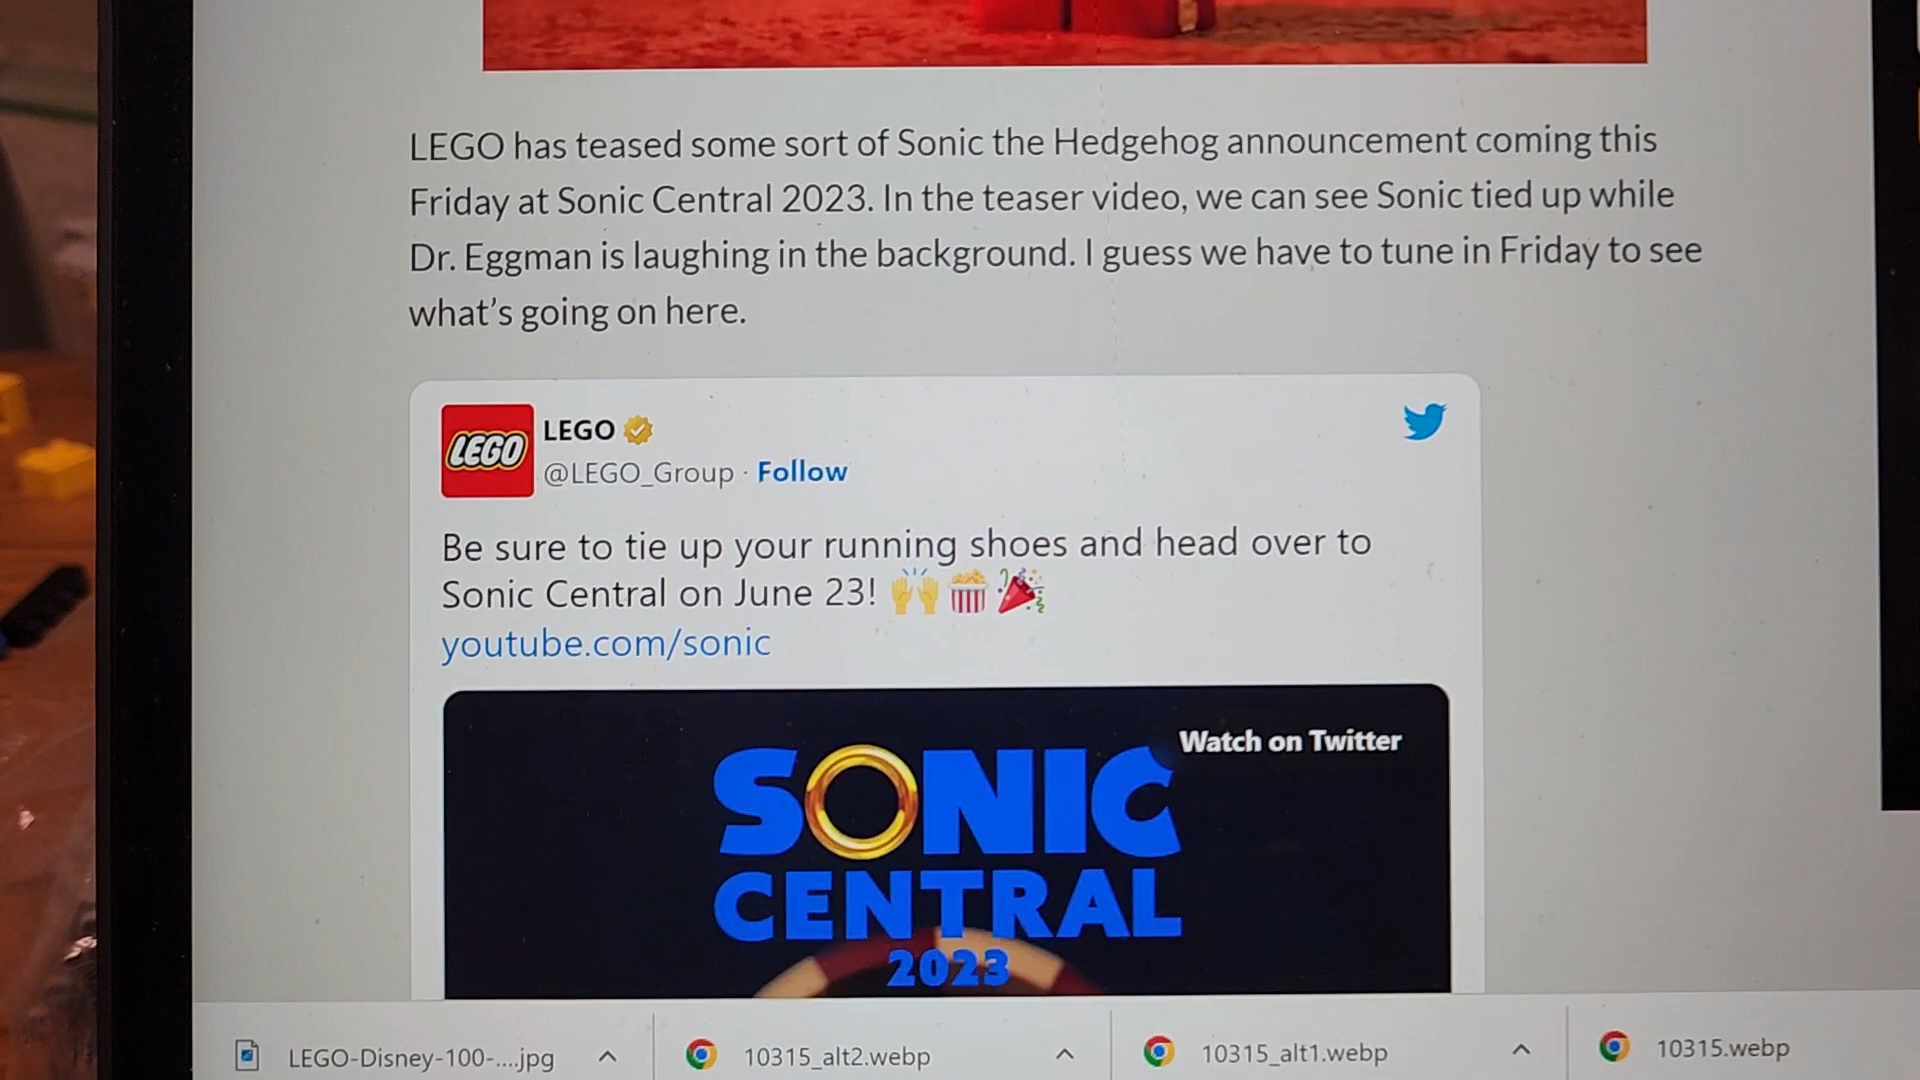 LEGO has teased some sort of Sonic the Hedgehog announcement coming this
Friday at Sonic Central 2023. In the teaser video, we can see Sonic tied up while
Dr. Eggman is laughing in the background. I guess we have to tune in Friday to see
what's going on here.
LEGO
LEGO
@LEGO_Group · Follow
Be sure to tie up your running shoes and head over to
Sonic Central on June 23! 🙌🍿🎉
youtube.com/sonic
Watch on Twitter
SONIC
CENTRAL
2023
LEGO-Disney-100-....jpg
10315_alt2.webp
10315_alt1.webp
10315.webp